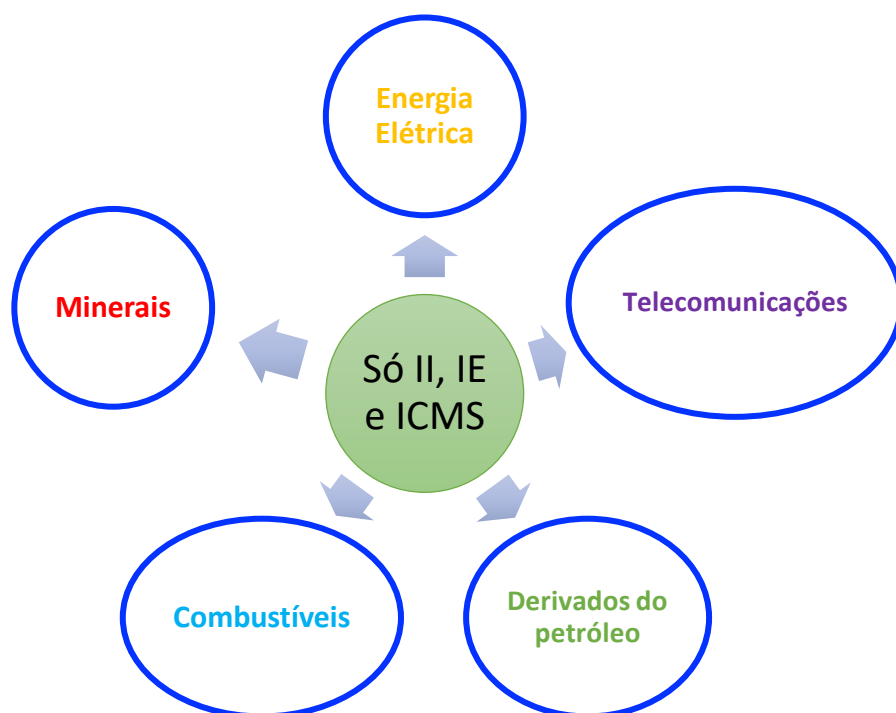 Energia
Elétrica
Telecomunicações
Minerais
Só II, IE
e ICMS
Combustíveis
Derivados do
petróleo